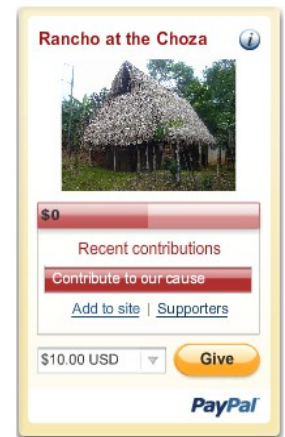 Rancho at the Choza i
$0
Recent contributions
Contribute to our cause
Add to site | Supporters
$10.00 USD Give
PayPal